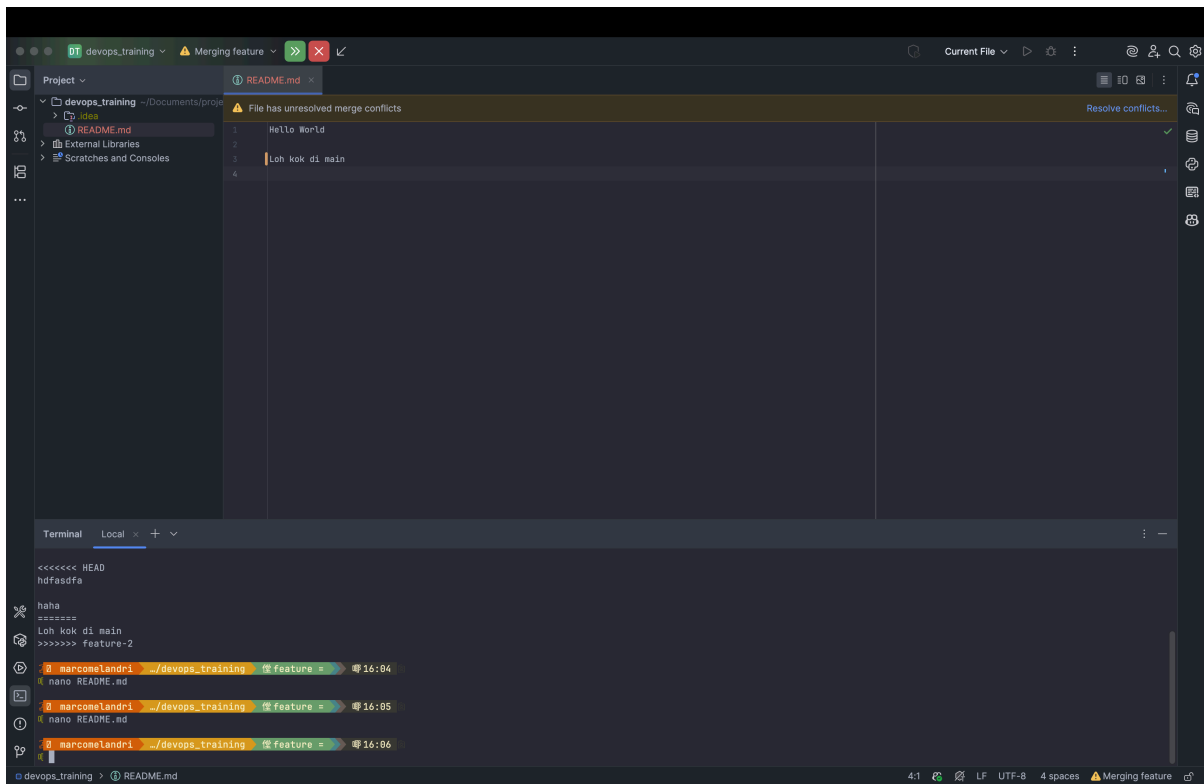 DT devops_training Merging feature Current File
Project
README.md
devops_training ~/Documents/proje
File has unresolved merge conflicts Resolve conflicts...
.idea
README.md
External Libraries
Scratches and Consoles
1 Hello World
2
3 Loh kok di main
4
Terminal Local
<<<<<<< HEAD
hdfasdfa
haha
=======
Loh kok di main
>>>>>>> feature-2
marcomelandri …/devops_training feature = 16:04
nano README.md
marcomelandri …/devops_training feature = 16:05
nano README.md
marcomelandri …/devops_training feature = 16:06
devops_training > README.md 4:1 LF UTF-8 4 spaces Merging feature